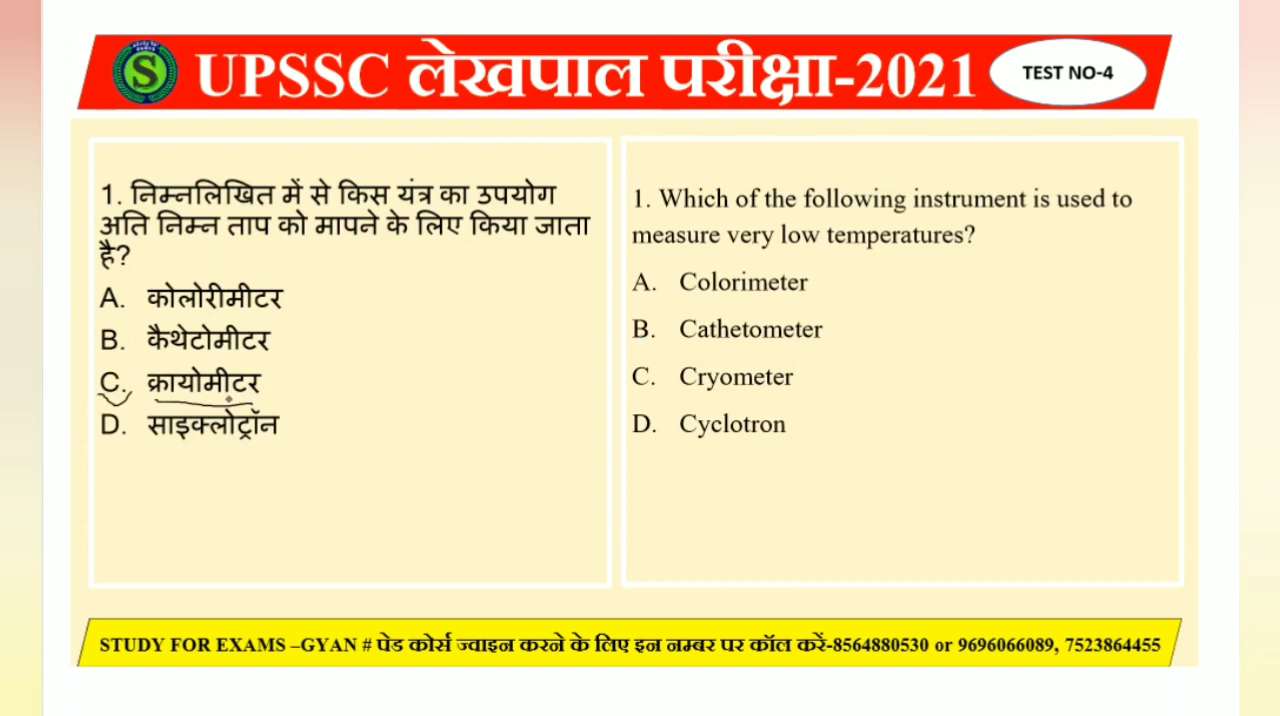 S
UPSSC लेखपाल परीक्षा-2021
TEST NO-4
1. निम्नलिखित में से किस यंत्र का उपयोग
अति निम्न ताप को मापने के लिए किया जाता
है?
A. कोलोरीमीटर
B. कैथेटोमीटर
C. क्रायोमीटर
D. साइक्लोट्रॉन
1. Which of the following instrument is used to
measure very low temperatures?
A. Colorimeter
B. Cathetometer
C. Cryometer
D. Cyclotron
STUDY FOR EXAMS –GYAN # पेड कोर्स ज्वाइन करने के लिए इन नम्बर पर कॉल करें-8564880530 or 9696066089, 7523864455